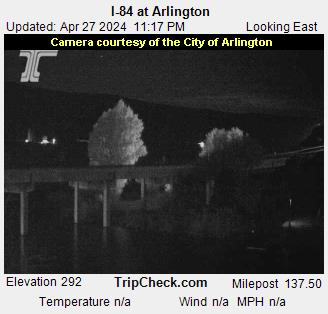 I-84 at Arlington
Updated: Apr 27 2024 11:17 PM Looking East
Camera courtesy of the City of Arlington
Elevation 292 TripCheck.com Milepost 137.50
Temperature n/a Wind n/a MPH n/a